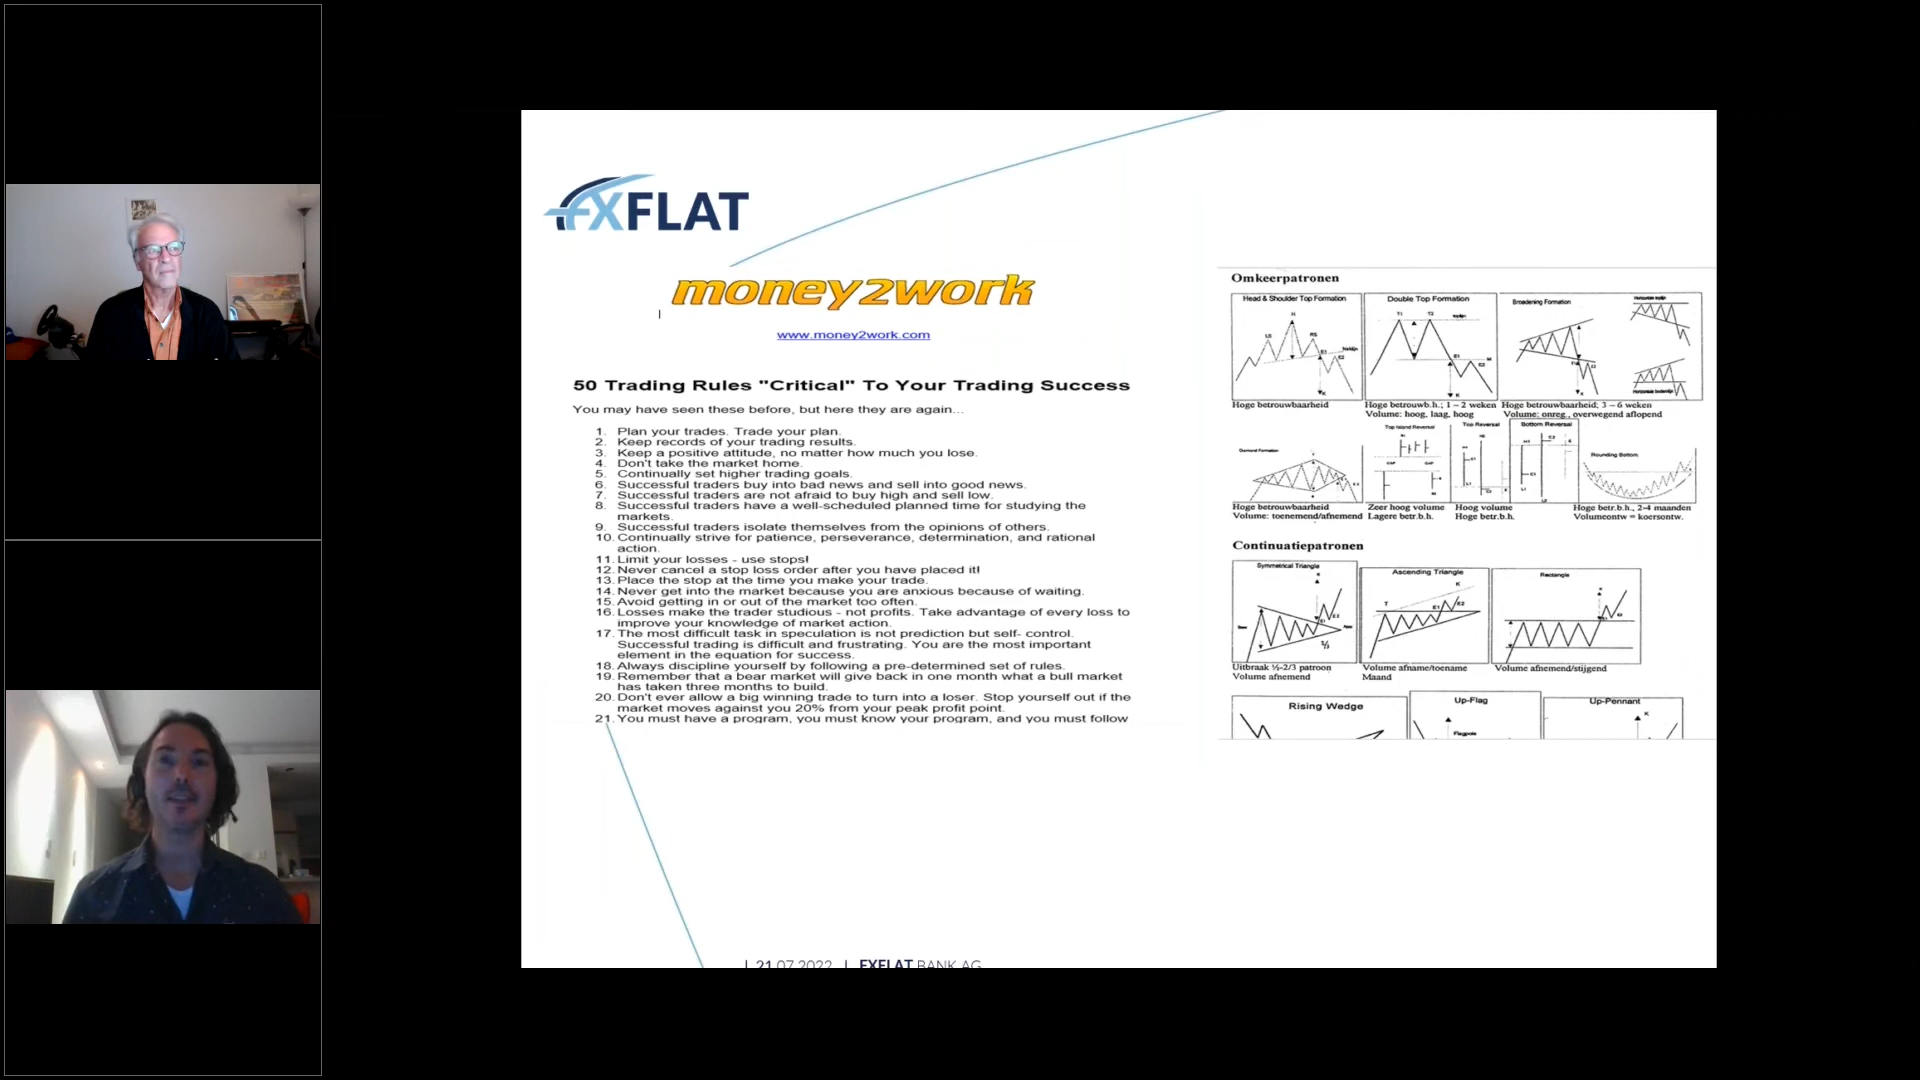 FXFLAT
money2work
www.money2work.com
50 Trading Rules "Critical" To Your Trading Success
You may have seen these before, but here they are again...
1. Plan your trades. Trade your plan.
2. Keep records of your trading results.
3. Keep a positive attitude, no matter how much you lose.
4. Don't take the market home.
5. Continually set higher trading goals.
6. Successful traders buy into bad news and sell into good news.
7. Successful traders are not afraid to buy high and sell low.
8. Successful traders have a well-scheduled planned time for studying the
markets.
9. Successful traders isolate themselves from the opinions of others.
10. Continually strive for patience, perseverance, determination, and rational
action.
11. Limit your losses - use stops!
12. Never cancel a stop loss order after you have placed it!
13. Place the stop at the time you make your trade.
14. Never get into the market because you are anxious because of waiting.
15. Avoid getting in or out of the market too often.
16. Losses make the trader studious - not profits. Take advantage of every loss to
improve your knowledge of market action.
17. The most difficult task in speculation is not prediction but self- control.
Successful trading is difficult and frustrating. You are the most important
element in the equation for success.
18. Always discipline yourself by following a pre-determined set of rules.
19. Remember that a bear market will give back in one month what a bull market
has taken three months to build.
20. Don't ever allow a big winning trade to turn into a loser. Stop yourself out if the
market moves against you 20% from your peak profit point.
21. You must have a program, you must know your program, and you must follow
Omkeerpatronen
Head & Shoulder Top Formation
Double Top Formation
Broadening Formation
Hoge betrouwbaarheid
Hoge betrouwb.h.; 1 – 2 weken
Volume: hoog, laag, hoog
Hoge betrouwbaarheid; 3 – 6 weken
Volume: onreg., overwegend aflopend
Diamond Formation
Top Island Reversal
Top Reversal
Bottom Reversal
Rounding Bottom
GAP GAP
Hoge betrouwbaarheid
Volume: toenemend/afnemend
Zeer hoog volume
Lagere betr.b.h.
Hoog volume
Hoge betr.b.h.
Hoge betr.b.h., 2-4 maanden
Volumeontw = koersontw.
Continuatiepatronen
Symmetrical Triangle
Ascending Triangle
Rectangle
Uitbraak ½-2/3 patroon
Volume afnemend
Volume afname/toename
Maand
Volume afnemend/stijgend
Rising Wedge
Up-Flag
Up-Pennant
Flagpole
| 21.07.2022 | FXFLAT BANK AG